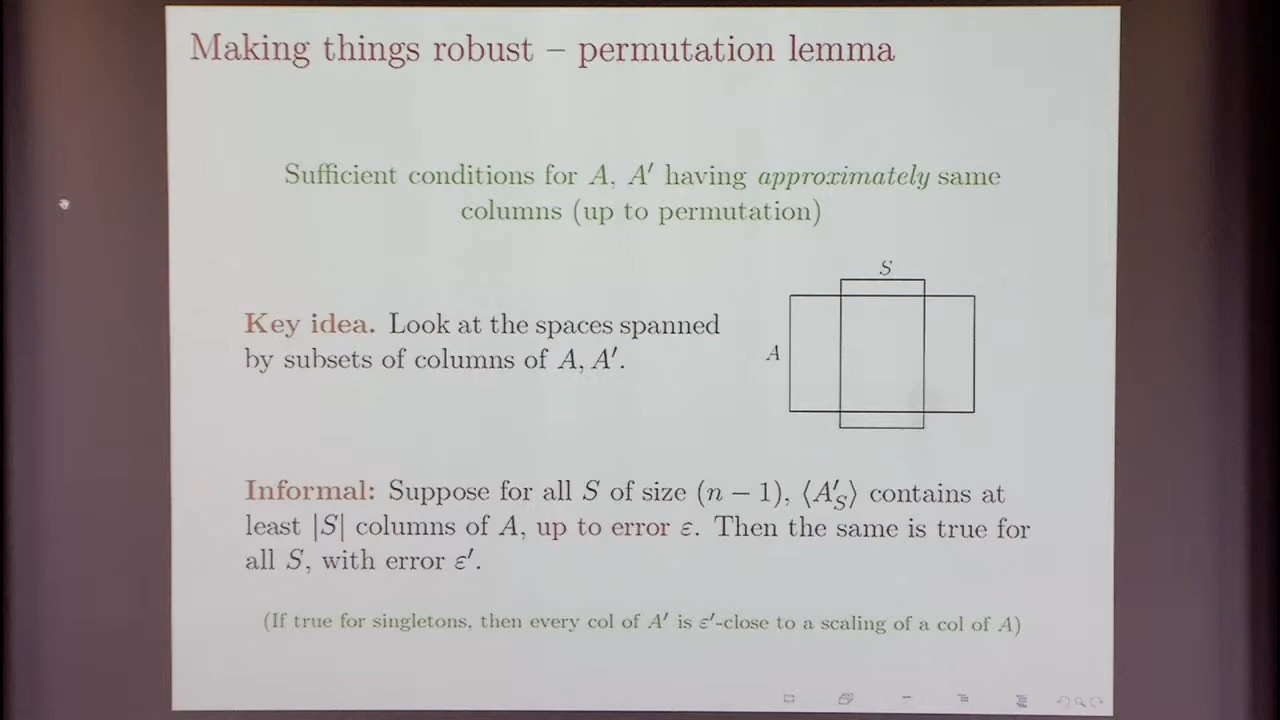 Making things robust – permutation lemma
Sufficient conditions for A, A′ having approximately same
columns (up to permutation)
S
Key idea. Look at the spaces spanned
by subsets of columns of A, A′.
A
Informal: Suppose for all S of size (n − 1), ⟨A′_S⟩ contains at
least |S| columns of A, up to error ε. Then the same is true for
all S, with error ε′.
(If true for singletons, then every col of A′ is ε′-close to a scaling of a col of A)